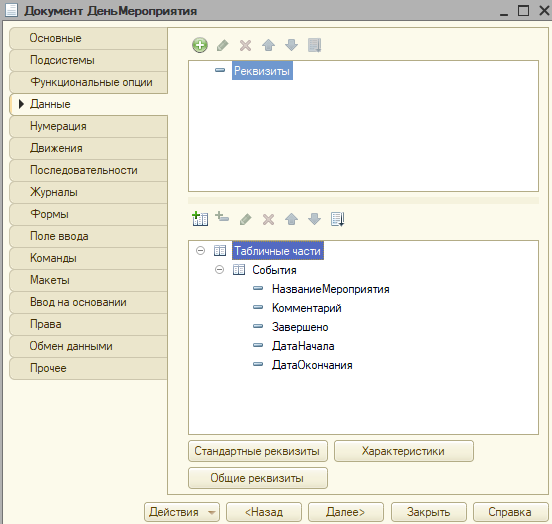 Документ ДеньМероприятия
Основные
Подсистемы
Функциональные опции
Данные
Нумерация
Движения
Последовательности
Журналы
Формы
Поле ввода
Команды
Макеты
Ввод на основании
Права
Обмен данными
Прочее
Реквизиты
Табличные части
События
НазваниеМероприятия
Комментарий
Завершено
ДатаНачала
ДатаОкончания
Стандартные реквизиты
Характеристики
Общие реквизиты
Действия
<Назад
Далее>
Закрыть
Справка